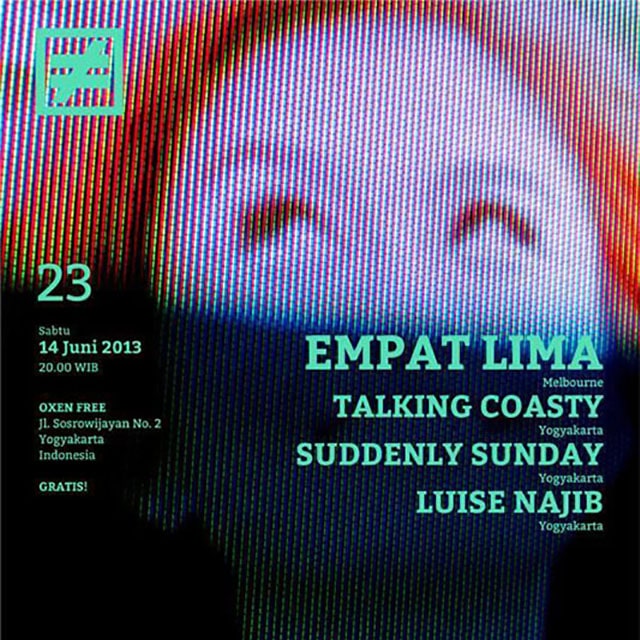 23
Sabtu
14 Juni 2013
20.00 WIB
OXEN FREE
Jl. Sosrowijayan No. 2
Yogyakarta
Indonesia
GRATIS!
EMPAT LIMA
Melbourne
TALKING COASTY
Yogyakarta
SUDDENLY SUNDAY
Yogyakarta
LUISE NAJIB
Yogyakarta